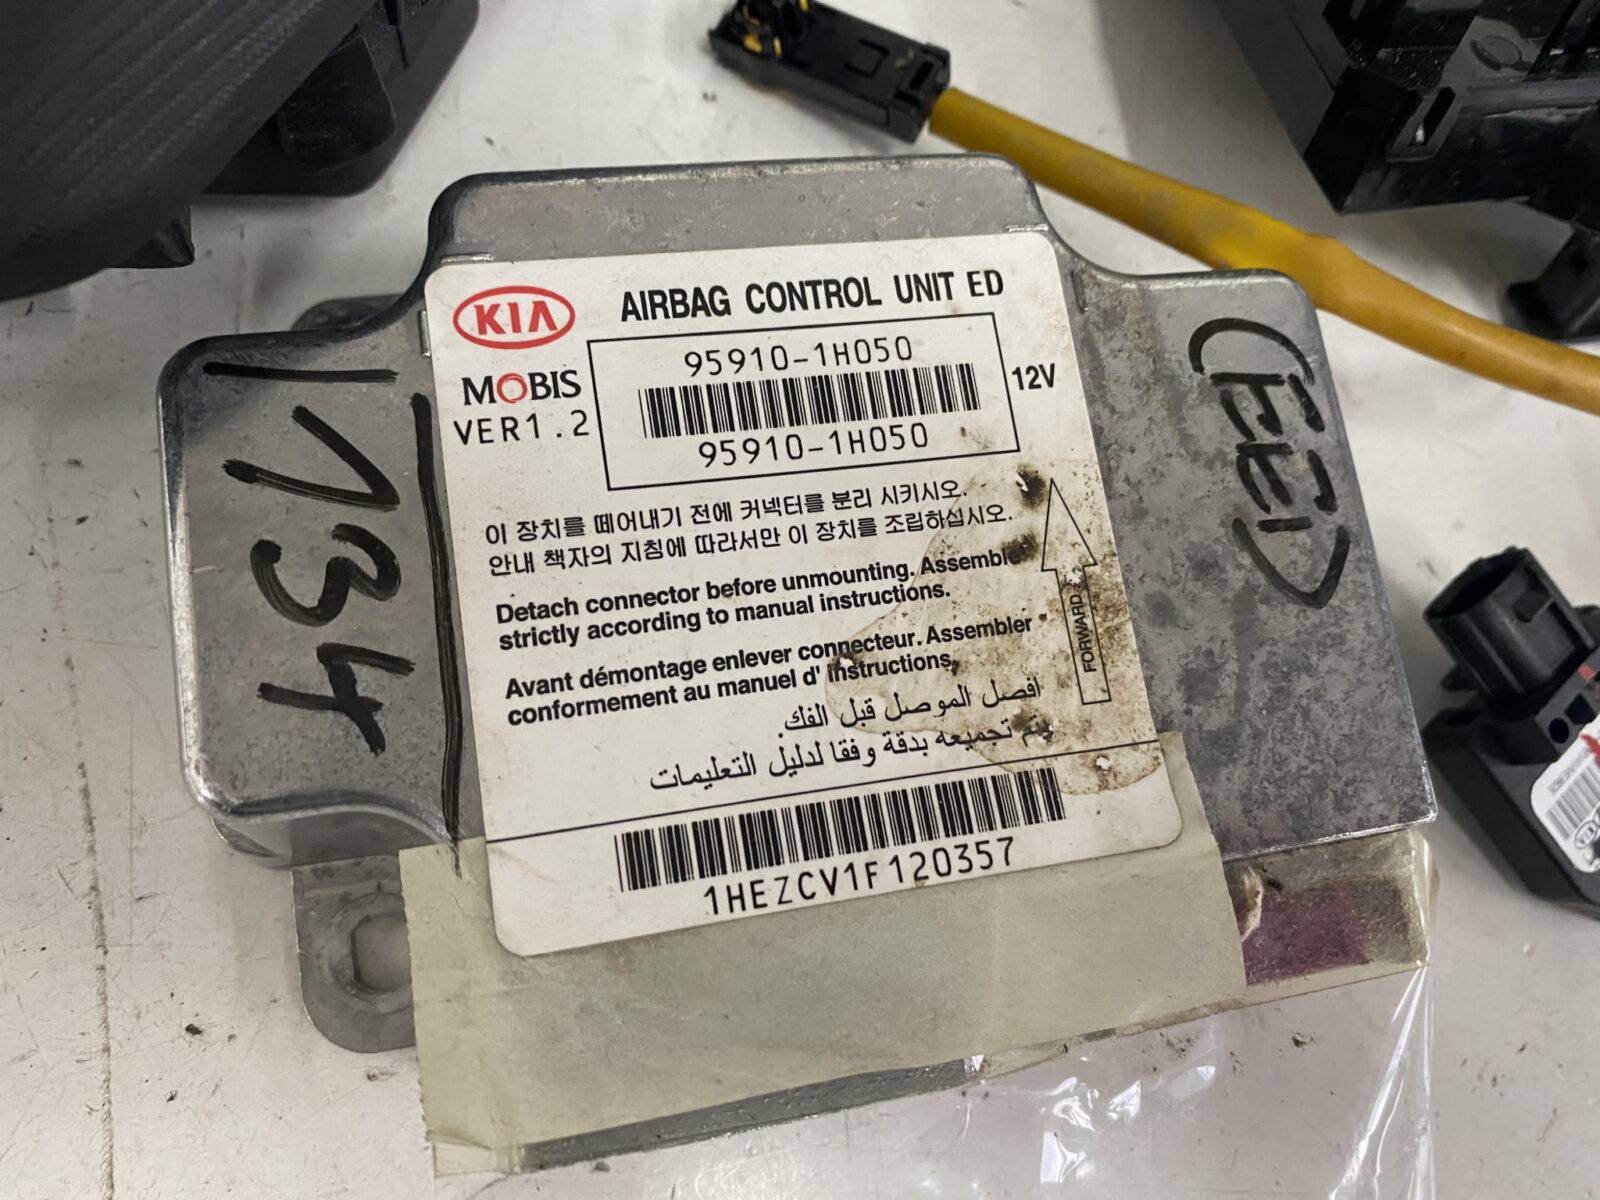 KIA
AIRBAG CONTROL UNIT ED
MOBIS
VER1.2
95910-1H050
95910-1H050
12V
이 장치를 떼어내기 전에 커넥터를 분리 시키시오.
안내 책자의 지침에 따라서만 이 장치를 조립하십시오.
Detach connector before unmounting. Assemble
strictly according to manual instructions.
Avant démontage enlever connecteur. Assembler
conformement au manuel d' instructions.
افصل الموصل قبل الفك.
يتم تجميعه بدقة وفقا لدليل التعليمات
FORWARD
1HEZCV1F120357
1734